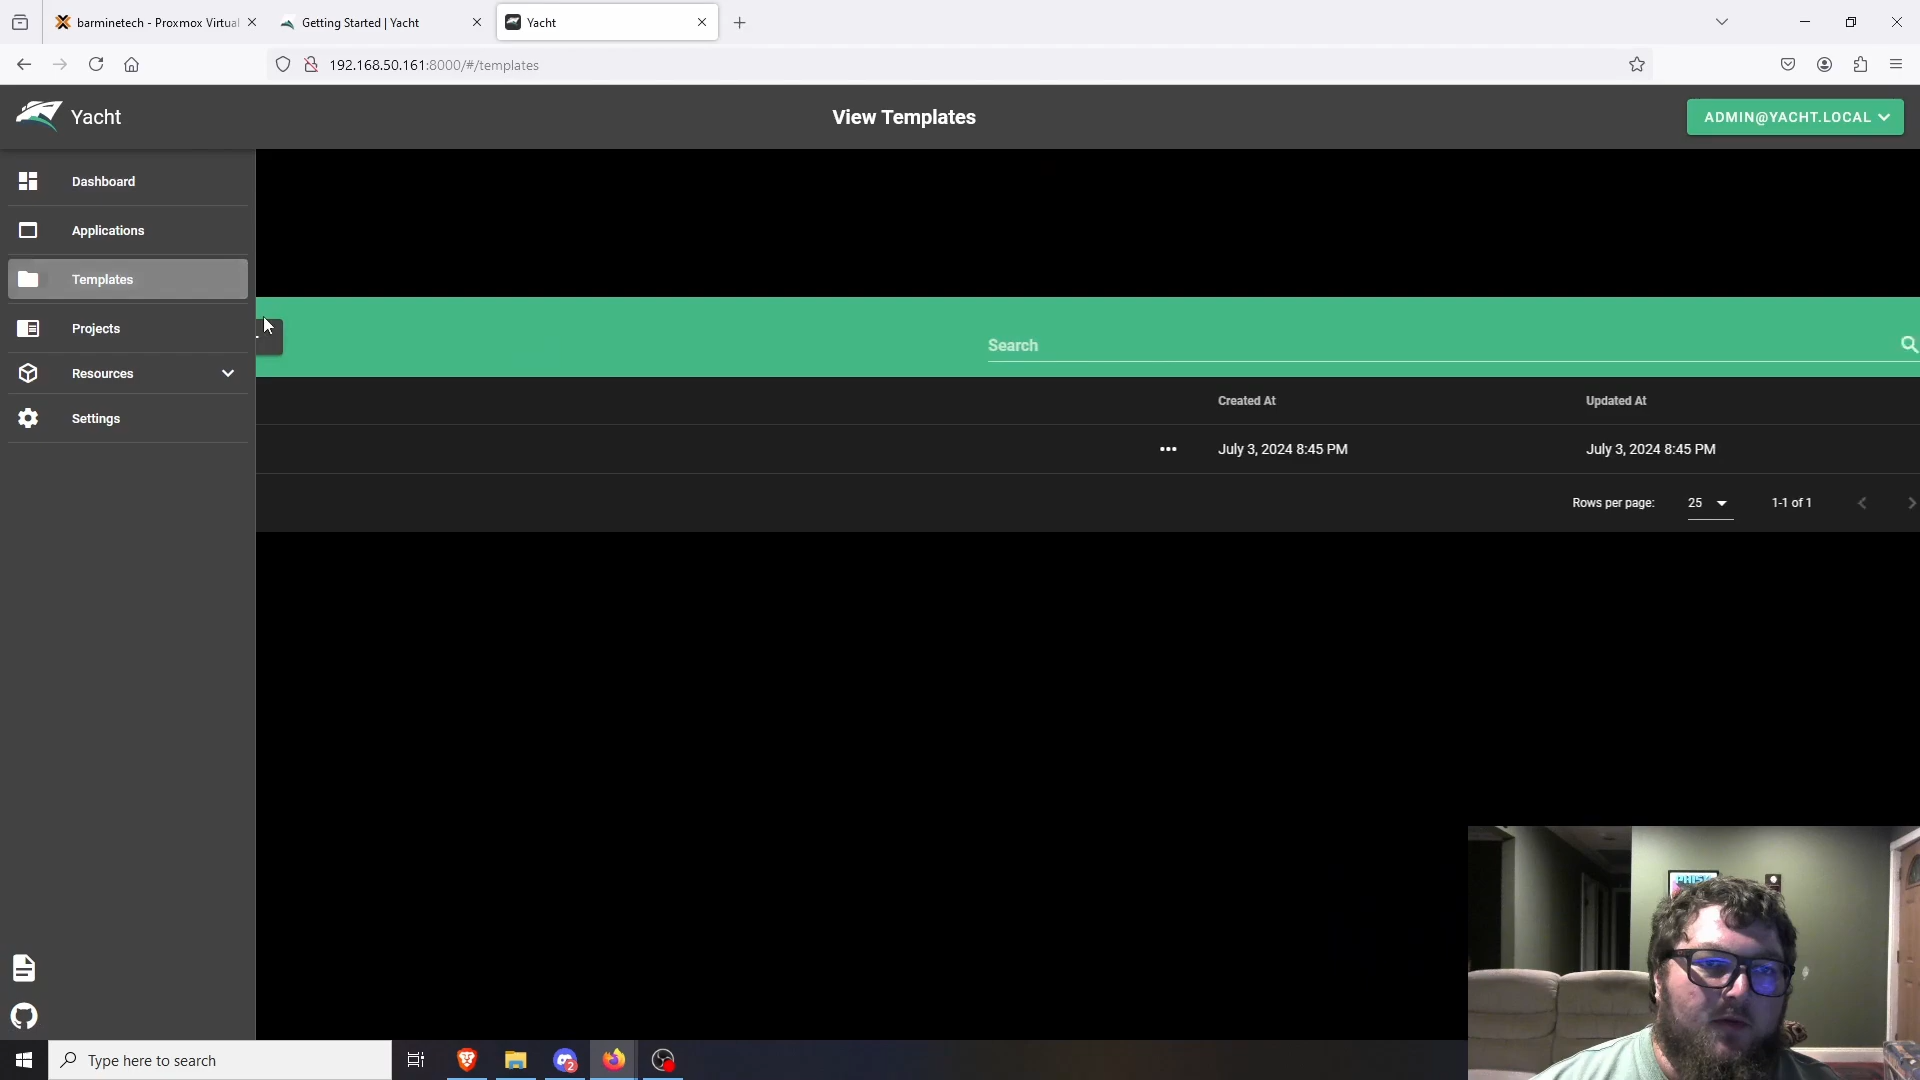 barminetech - Proxmox Virtual
Getting Started | Yacht
Yacht
192.168.50.161:8000/#/templates
Yacht
View Templates
ADMIN@YACHT.LOCAL
Dashboard
Applications
Templates
Projects
Resources
Settings
Search
Created At
Updated At
July 3, 2024 8:45 PM
July 3, 2024 8:45 PM
Rows per page:
25
1-1 of 1
PHISH
Type here to search
2